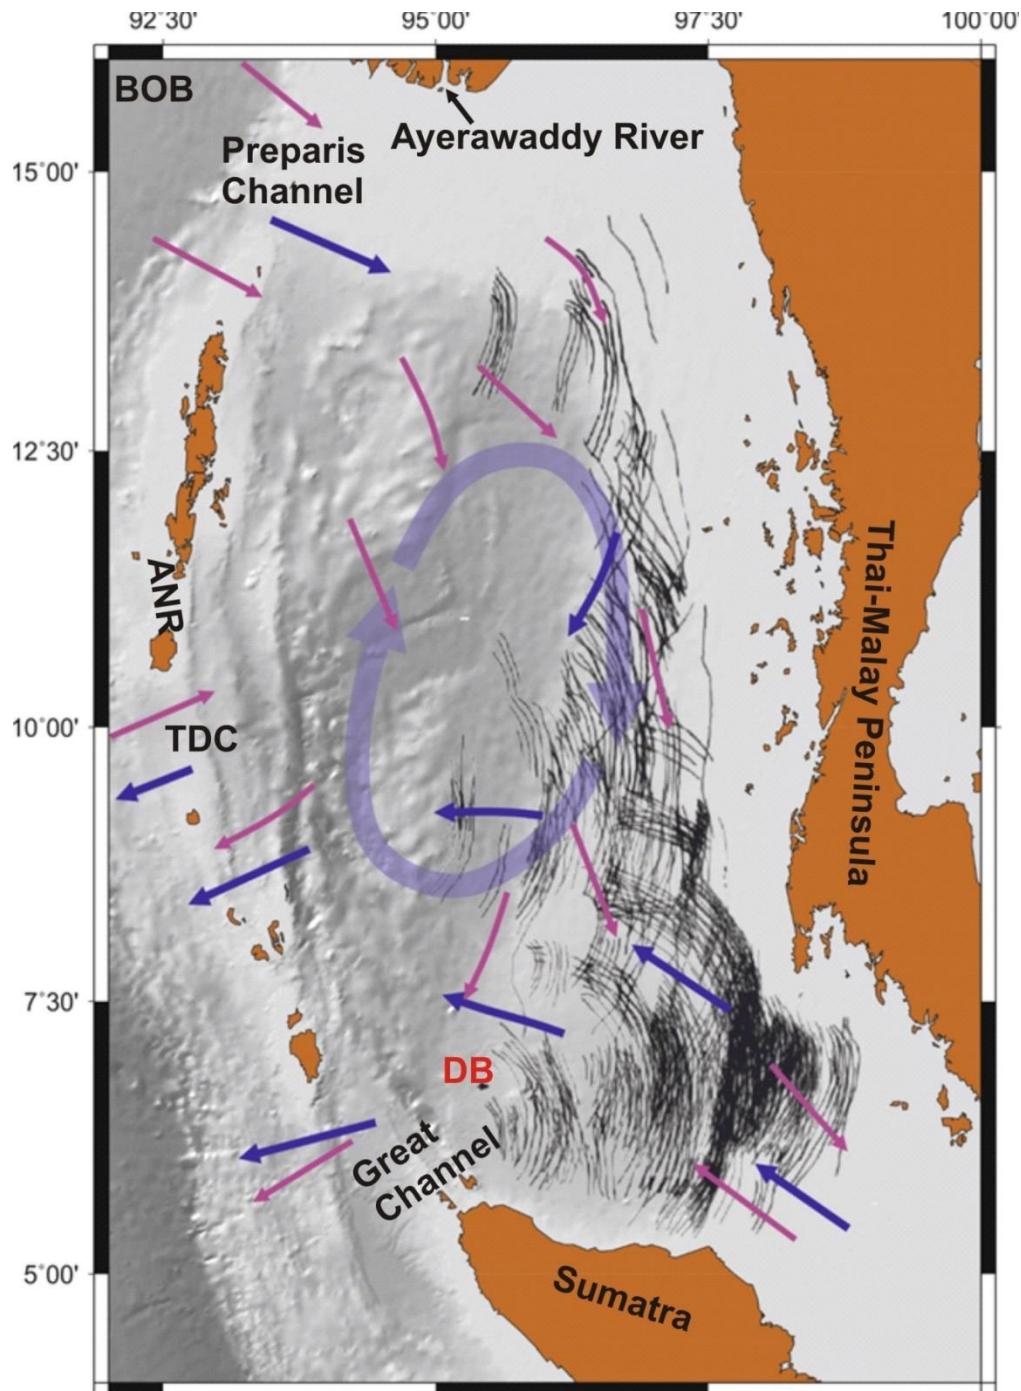 92˚30'
95˚00'
97˚30'
100˚00'
BOB
Ayerawaddy River
Preparis
Channel
15˚00'
12˚30'
ANR
Thai-Malay Peninsula
10˚00'
TDC
7˚30'
DB
Great
Channel
5˚00'
Sumatra